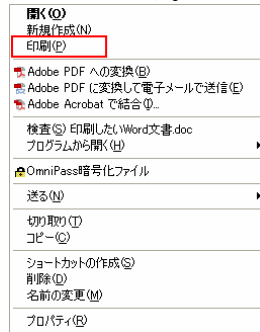 開く(O)
新規作成(N)
印刷(P)
Adobe PDF への変換(B)
Adobe PDF に変換して電子メールで送信(E)
Adobe Acrobat で結合(I)...
検査(S) 印刷したいWord文書.doc
プログラムから開く(H)
OmniPass暗号化ファイル
送る(N)
切り取り(T)
コピー(C)
ショートカットの作成(S)
削除(D)
名前の変更(M)
プロパティ(R)